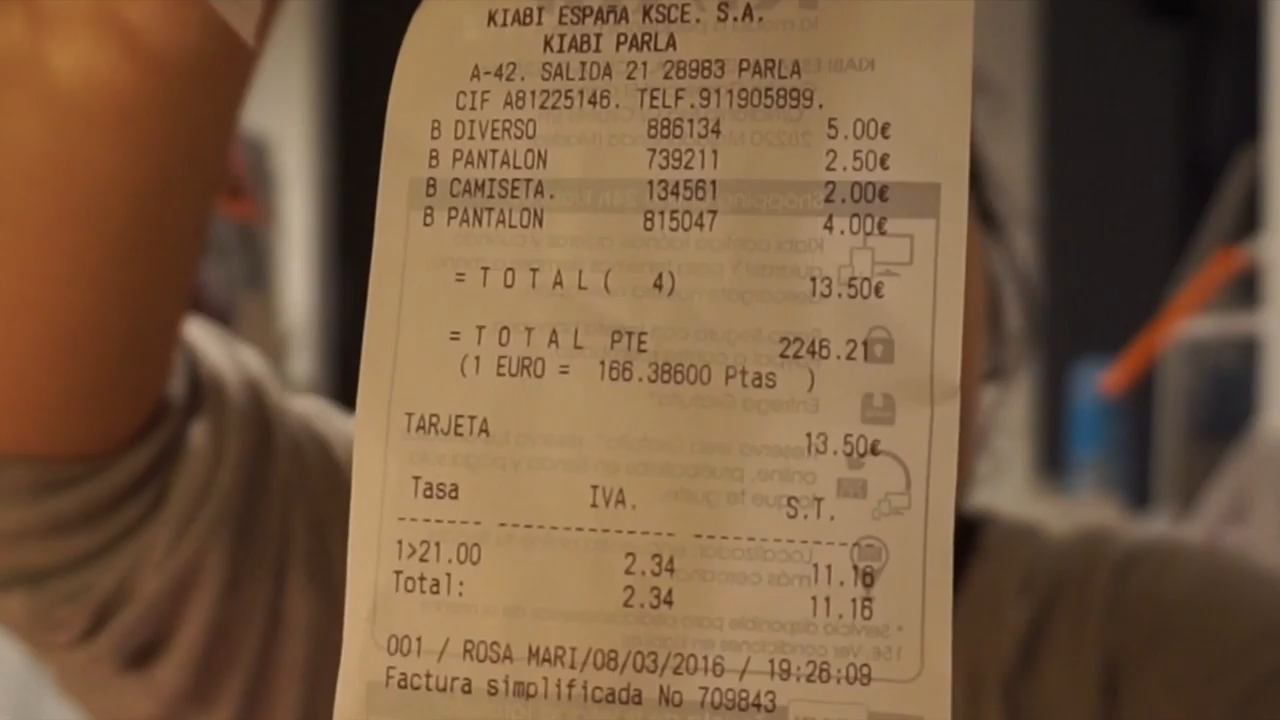 KIABI ESPAÑA KSCE. S.A.
KIABI PARLA
A-42. SALIDA 21 28983 PARLA
CIF A81225146. TELF.911905899.
B DIVERSO 886134 5.00€
B PANTALON 739211 2.50€
B CAMISETA. 134561 2.00€
B PANTALON 815047 4.00€
= T O T A L ( 4) 13.50€
= T O T A L PTE 2246.21
(1 EURO = 166.38600 Ptas )
TARJETA 13.50€
Tasa IVA. S.T.
1>21.00 2.34 11.16
Total: 2.34 11.16
001 / ROSA MARI/08/03/2016 / 19:26:09
Factura simplificada No 709843